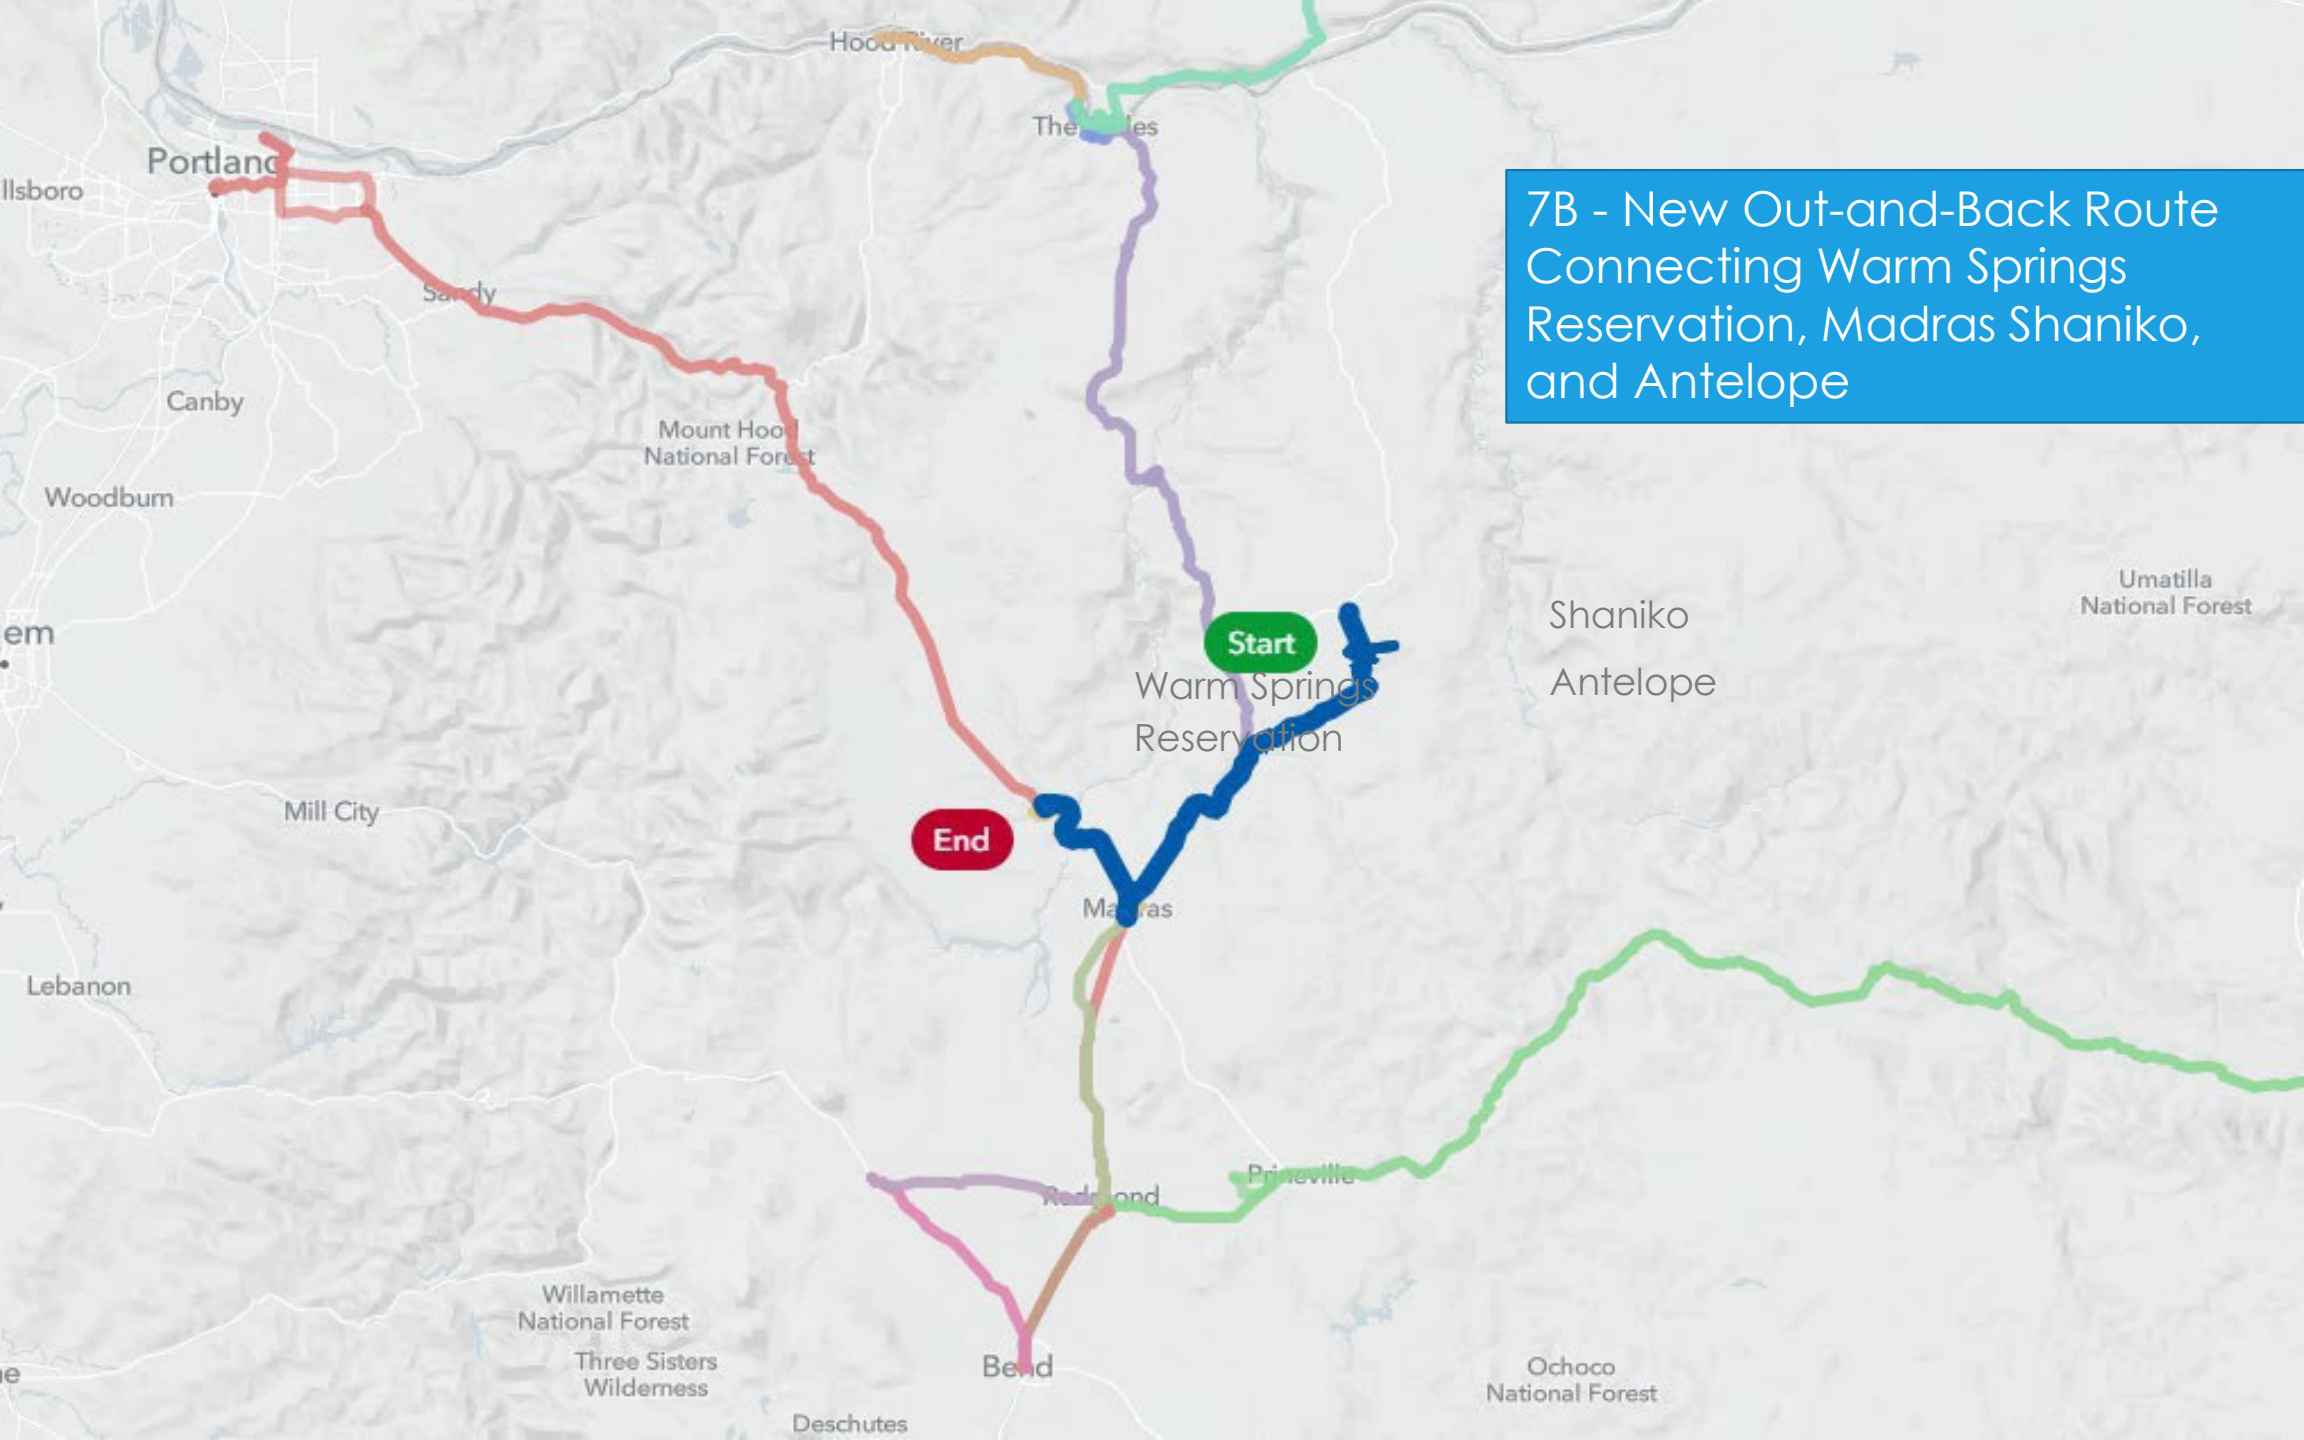 Hood River
The Dalles
Portland
llsboro
7B - New Out-and-Back Route
Connecting Warm Springs
Reservation, Madras Shaniko,
and Antelope
Sandy
Canby
Mount Hood
National Forest
Woodburn
Umatilla
National Forest
Shaniko
em
Start
Antelope
Warm Springs
Reservation
Mill City
End
Madras
Lebanon
Prineville
Redmond
Willamette
National Forest
Three Sisters
Wilderness
Bend
Ochoco
National Forest
Deschutes